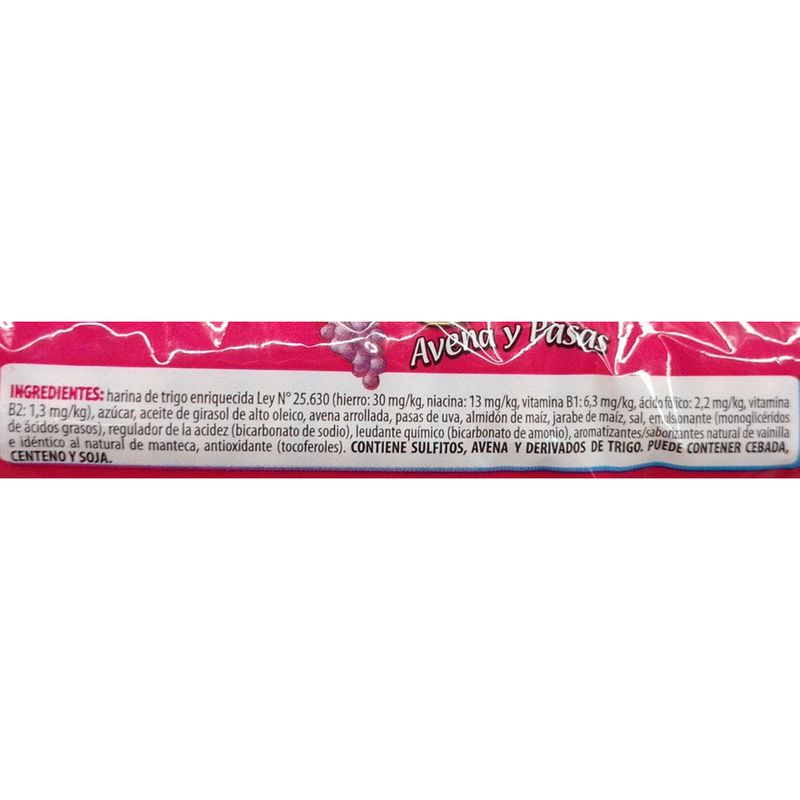 Avena y Pasas
INGREDIENTES: harina de trigo enriquecida Ley N° 25.630 (hierro: 30 mg/kg, niacina: 13 mg/kg, vitamina B1: 6,3 mg/kg, ácido fólico: 2,2 mg/kg, vitamina
B2: 1,3 mg/kg), azúcar, aceite de girasol de alto oleico, avena arrollada, pasas de uva, almidón de maíz, jarabe de maíz, sal, emulsionante (monoglicéridos
de ácidos grasos), regulador de la acidez (bicarbonato de sodio), leudante químico (bicarbonato de amonio), aromatizantes/saborizantes natural de vainilla
e idéntico al natural de manteca, antioxidante (tocoferoles). CONTIENE SULFITOS, AVENA Y DERIVADOS DE TRIGO. PUEDE CONTENER CEBADA,
CENTENO Y SOJA.